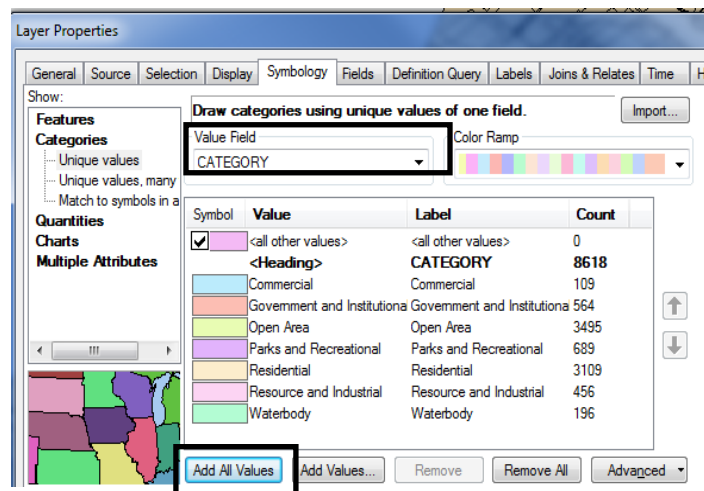 Layer Properties
General Source Selection Display Symbology Fields Definition Query Labels Joins & Relates Time H
Show:
Features
Categories
Unique values
Unique values, many
Match to symbols in a
Quantities
Charts
Multiple Attributes
Draw categories using unique values of one field.
Import...
Value Field
CATEGORY
Color Ramp
Symbol Value Label Count
<all other values> <all other values> 0
<Heading> CATEGORY 8618
Commercial Commercial 109
Government and Institutiona Government and Institutiona 564
Open Area Open Area 3495
Parks and Recreational Parks and Recreational 689
Residential Residential 3109
Resource and Industrial Resource and Industrial 456
Waterbody Waterbody 196
Add All Values Add Values... Remove Remove All Advanced